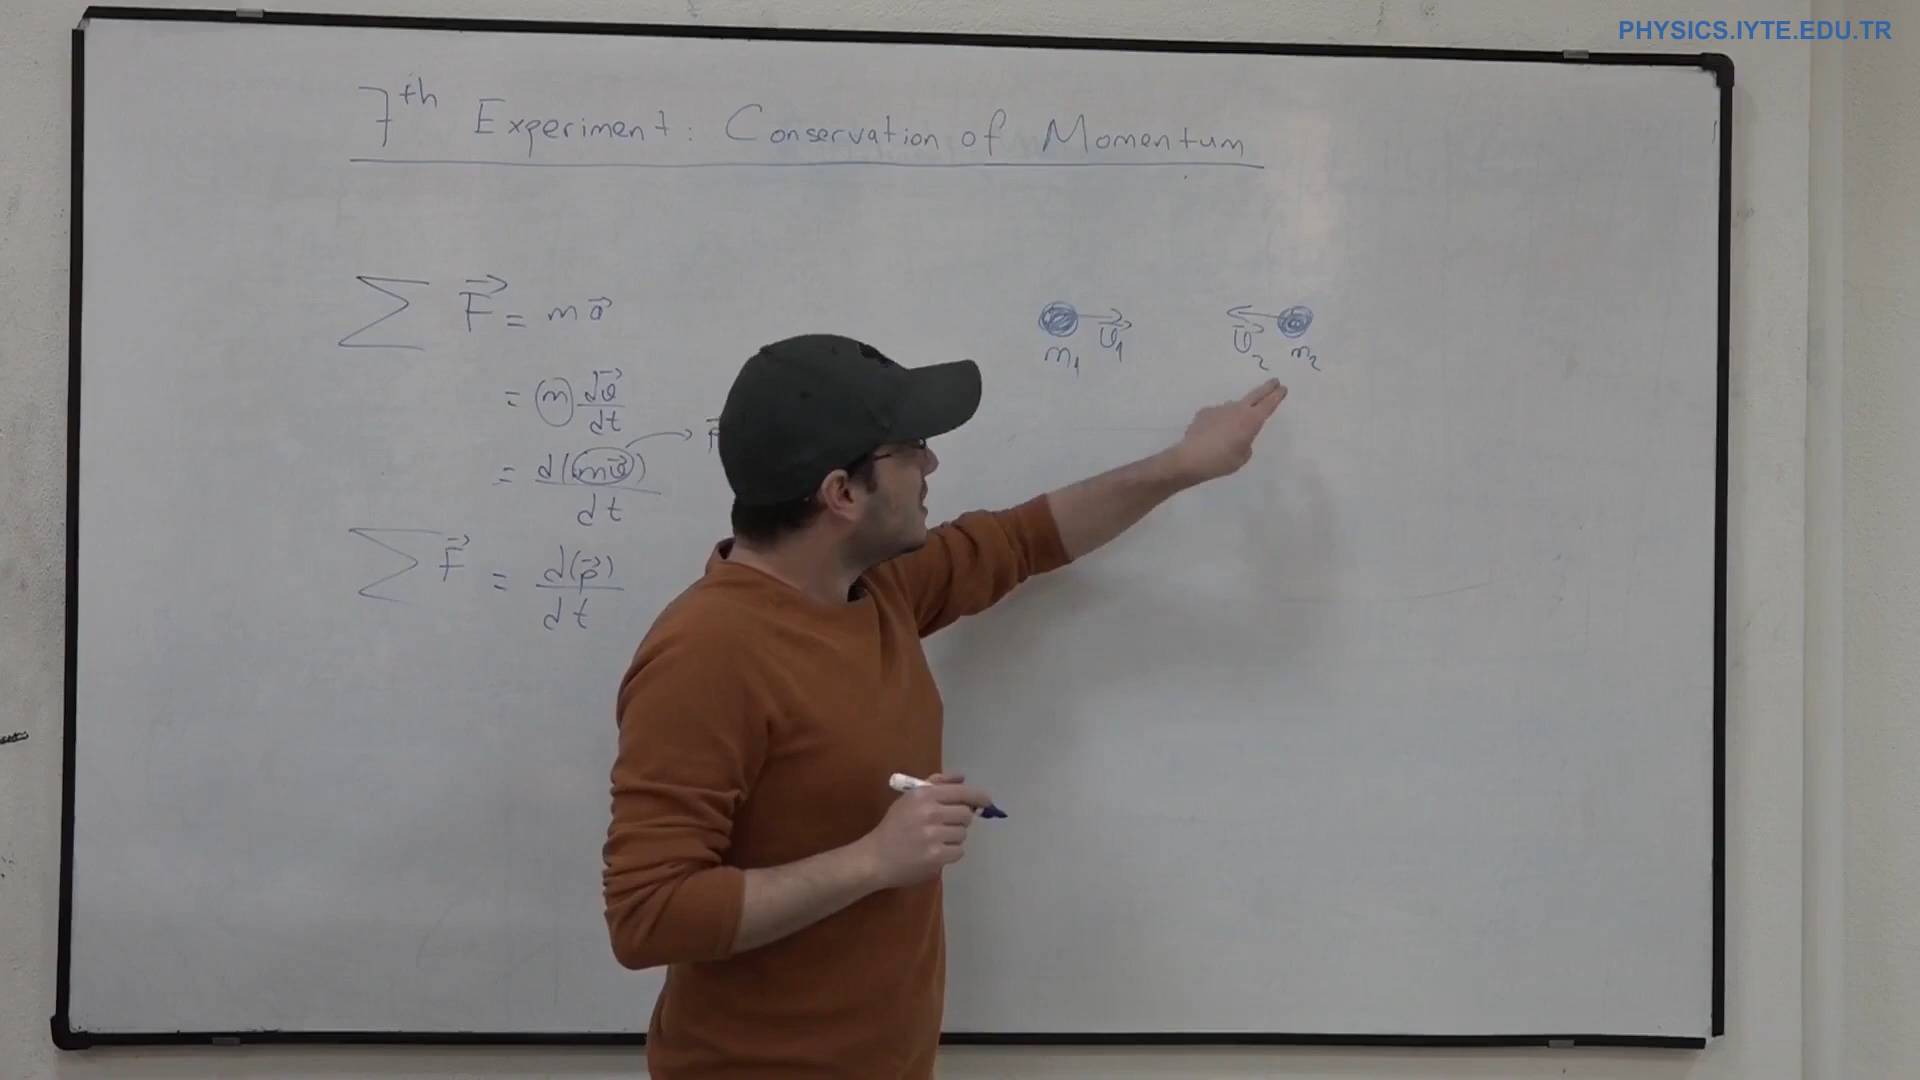 PHYSICS.IYTE.EDU.TR
7th Experiment: Conservation of Momentum
∑ F⃗ = m a⃗
= m dv⃗/dt
= d(mv⃗)/dt → P
∑ F⃗ = d(p⃗)/dt
m₁ v⃗₁ v⃗₂ m₂